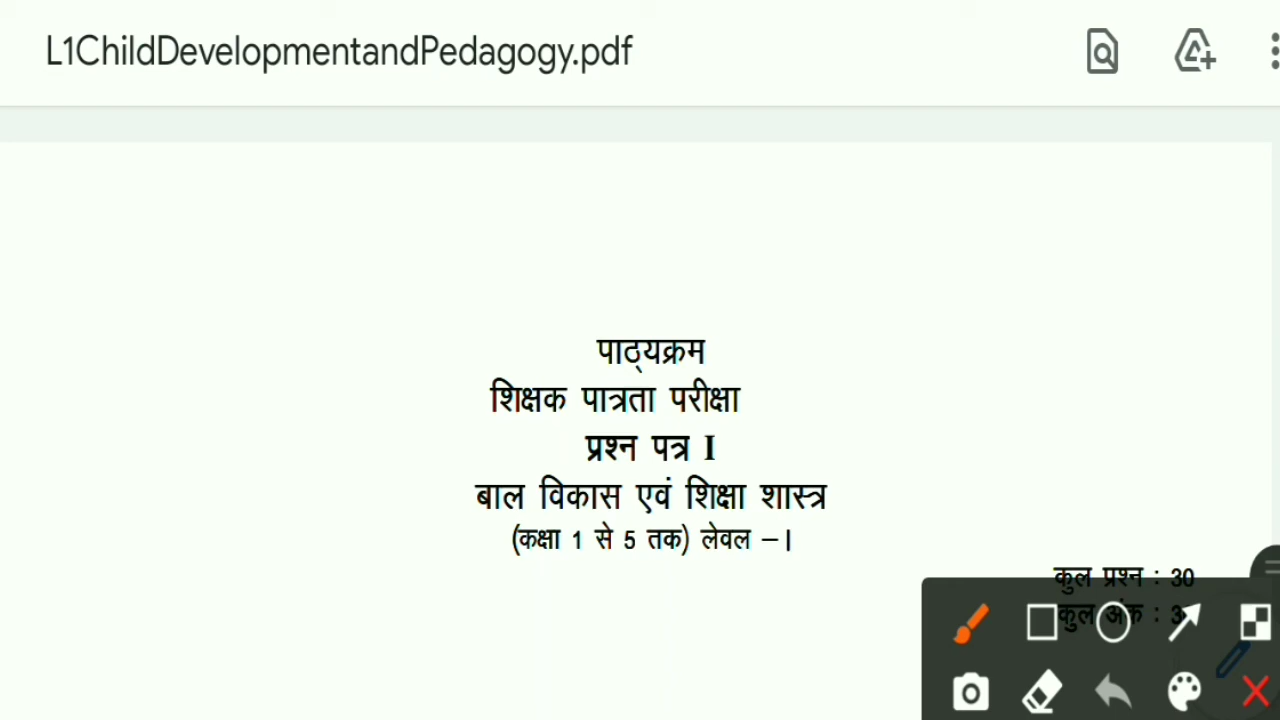 L1ChildDevelopmentandPedagogy.pdf
पाठ्यक्रम
शिक्षक पात्रता परीक्षा
प्रश्न पत्र I
बाल विकास एवं शिक्षा शास्त्र
(कक्षा 1 से 5 तक) लेवल – I
कुल प्रश्न : 30
कुल अंक :